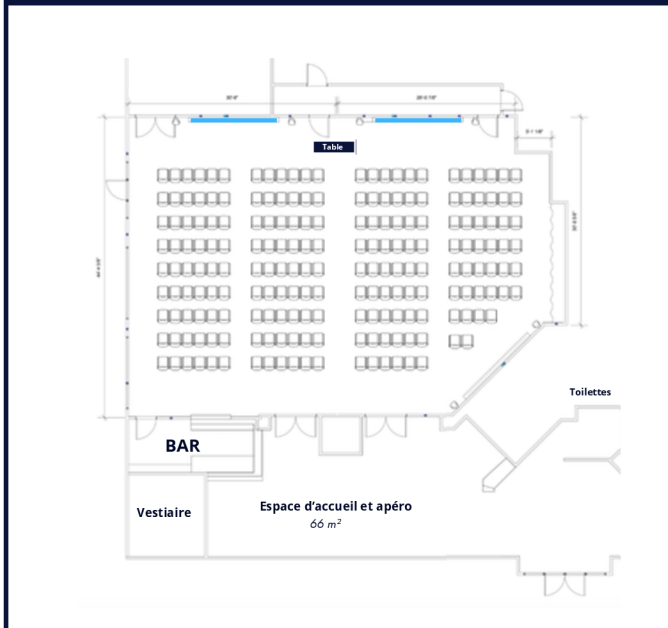 Table
Toilettes
BAR
Vestiaire
Espace d'accueil et apéro
66 m²